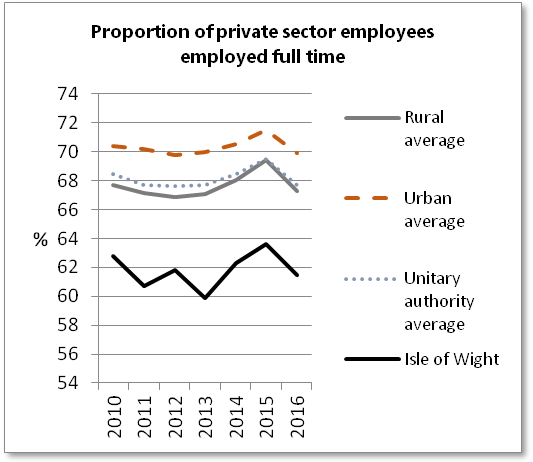 Proportion of private sector employees
employed full time
74
72
70
68
66
64
62
60
58
56
54
%
2010
2011
2012
2013
2014
2015
2016
Rural
average
Urban
average
Unitary
authority
average
Isle of Wight